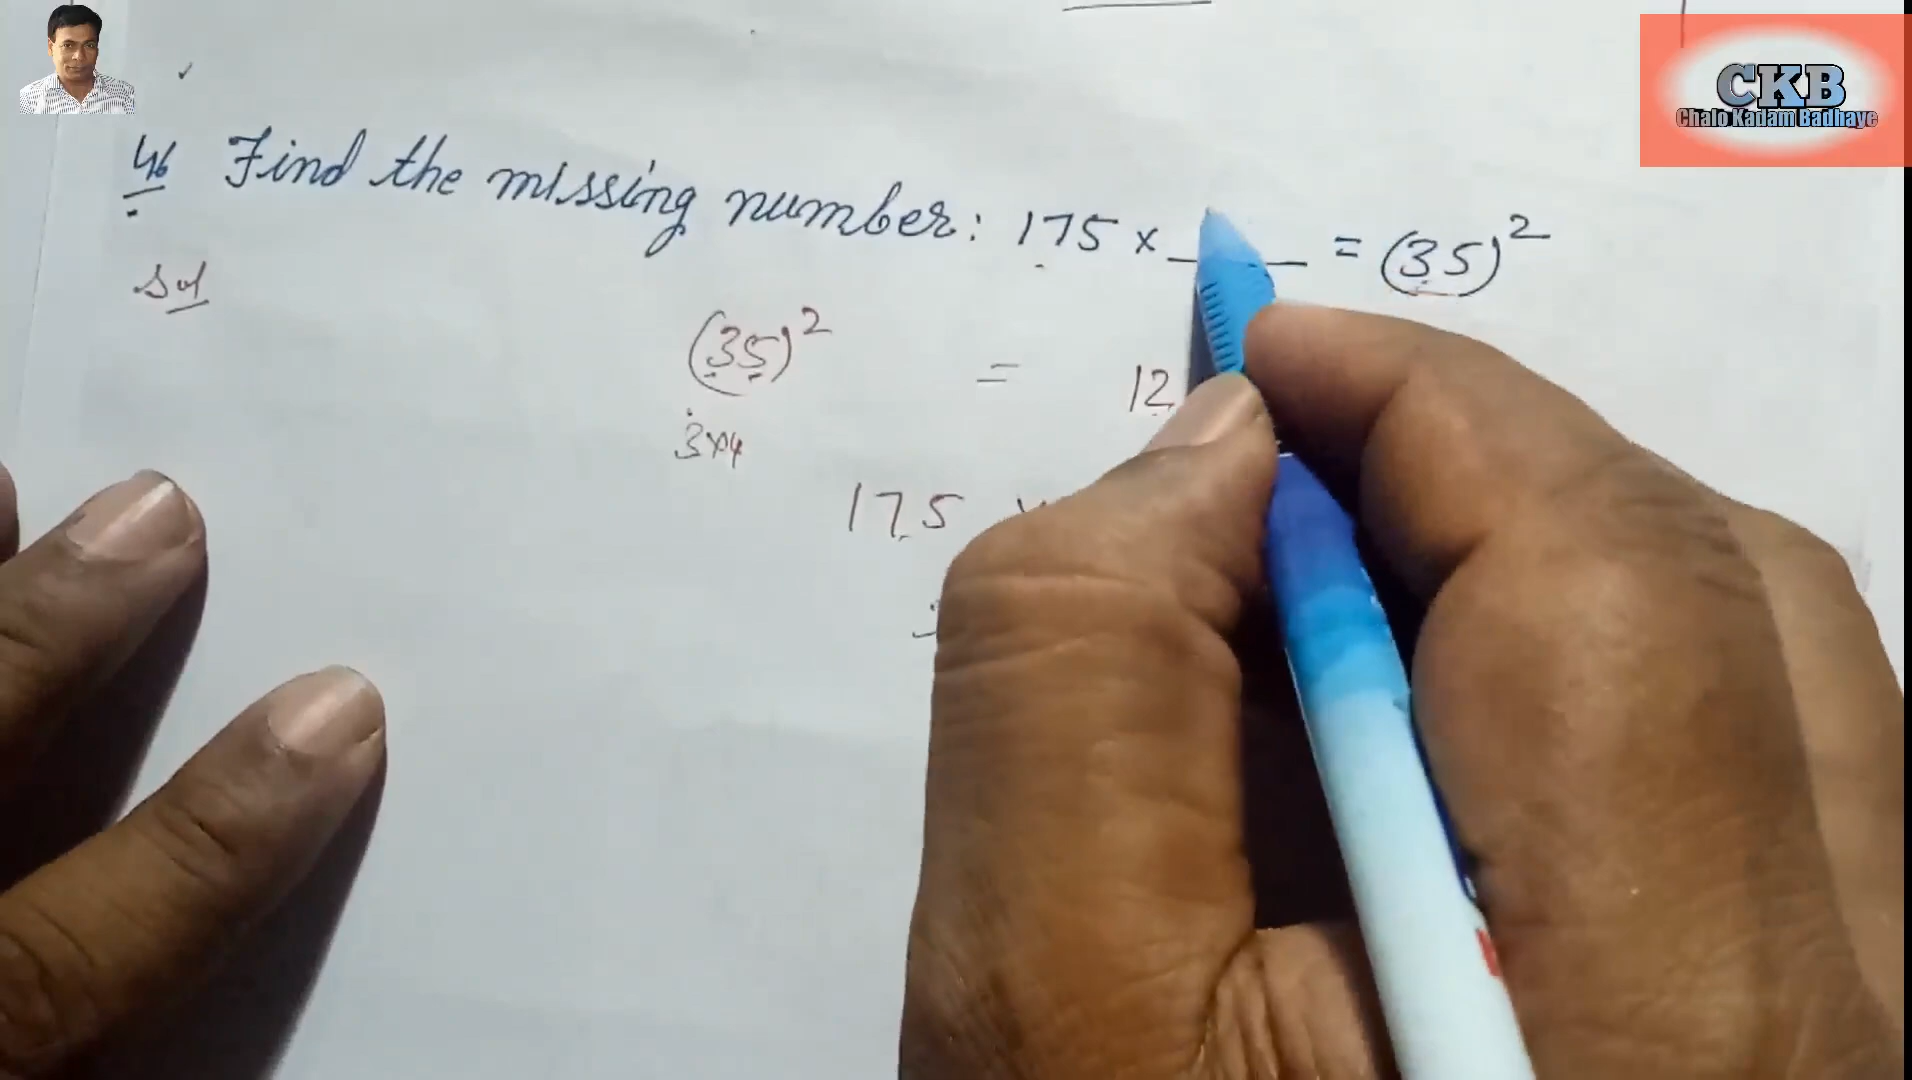 CKB
Chalo Kadam Badhaye
46 Find the missing number: 175 × ____ = (35)²
Sol
(35)² = 12
3×4
175 ×